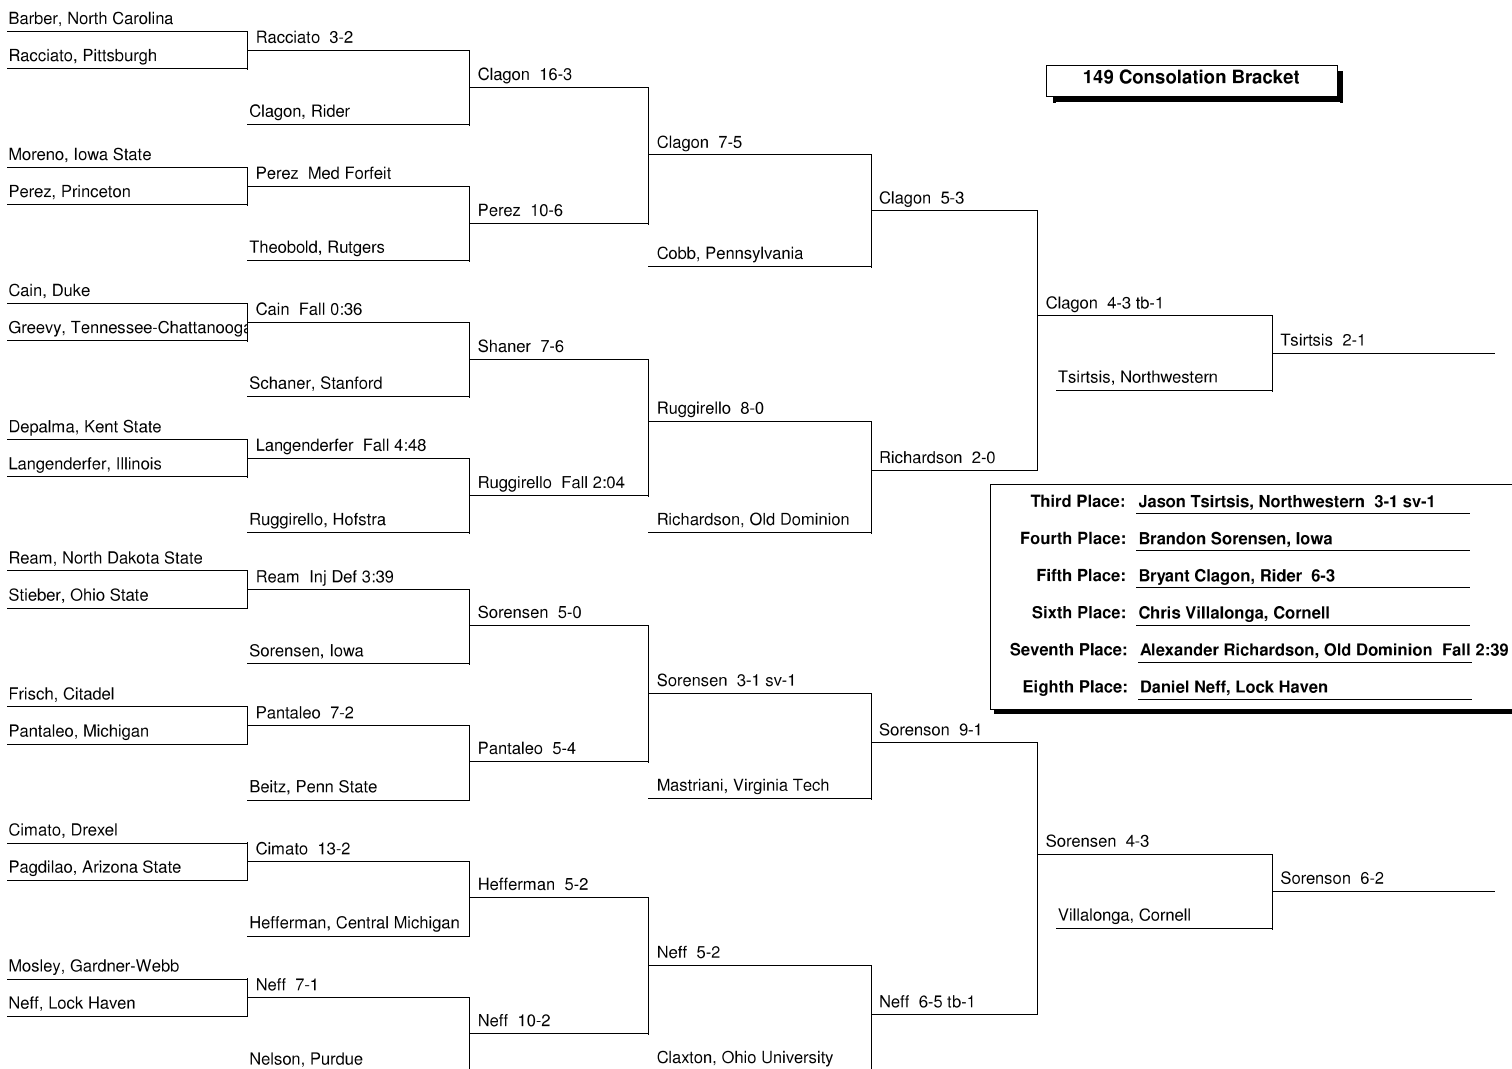 Barber, North Carolina
Racciato, Pittsburgh
Racciato 3-2
Clagon, Rider
Clagon 16-3
149 Consolation Bracket
Moreno, Iowa State
Perez, Princeton
Perez Med Forfeit
Theobold, Rutgers
Perez 10-6
Clagon 7-5
Cobb, Pennsylvania
Clagon 5-3
Cain, Duke
Greevy, Tennessee-Chattanooga
Cain Fall 0:36
Schaner, Stanford
Shaner 7-6
Depalma, Kent State
Langenderfer, Illinois
Langenderfer Fall 4:48
Ruggirello, Hofstra
Ruggirello Fall 2:04
Ruggirello 8-0
Richardson, Old Dominion
Richardson 2-0
Clagon 4-3 tb-1
Tsirtsis, Northwestern
Tsirtsis 2-1
Third Place: Jason Tsirtsis, Northwestern 3-1 sv-1
Fourth Place: Brandon Sorensen, Iowa
Fifth Place: Bryant Clagon, Rider 6-3
Sixth Place: Chris Villalonga, Cornell
Seventh Place: Alexander Richardson, Old Dominion Fall 2:39
Eighth Place: Daniel Neff, Lock Haven
Ream, North Dakota State
Stieber, Ohio State
Ream Inj Def 3:39
Sorensen, Iowa
Sorensen 5-0
Frisch, Citadel
Pantaleo, Michigan
Pantaleo 7-2
Beitz, Penn State
Pantaleo 5-4
Sorensen 3-1 sv-1
Mastriani, Virginia Tech
Sorenson 9-1
Cimato, Drexel
Pagdilao, Arizona State
Cimato 13-2
Hefferman, Central Michigan
Hefferman 5-2
Mosley, Gardner-Webb
Neff, Lock Haven
Neff 7-1
Nelson, Purdue
Neff 10-2
Neff 5-2
Claxton, Ohio University
Neff 6-5 tb-1
Sorensen 4-3
Villalonga, Cornell
Sorenson 6-2